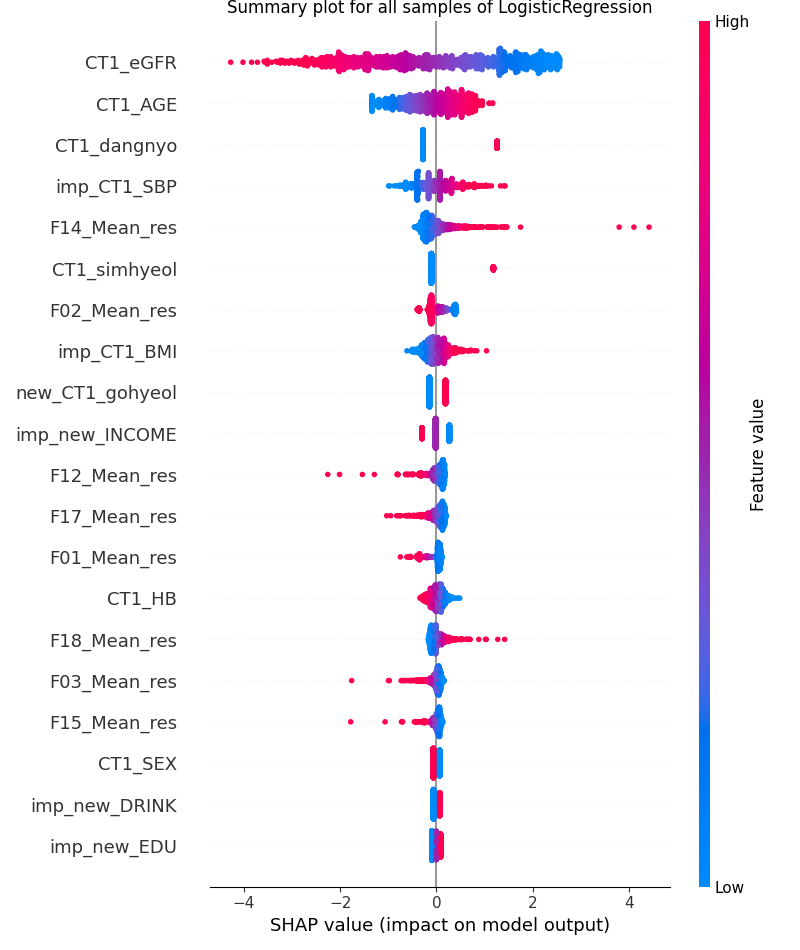 Summary plot for all samples of LogisticRegression
High
CT1_eGFR
CT1_AGE
CT1_dangnyo
imp_CT1_SBP
F14_Mean_res
CT1_simhyeol
F02_Mean_res
imp_CT1_BMI
new_CT1_gohyeol
imp_new_INCOME
F12_Mean_res
F17_Mean_res
F01_Mean_res
CT1_HB
F18_Mean_res
F03_Mean_res
F15_Mean_res
CT1_SEX
imp_new_DRINK
imp_new_EDU
Feature value
Low
−4 −2 0 2 4
SHAP value (impact on model output)